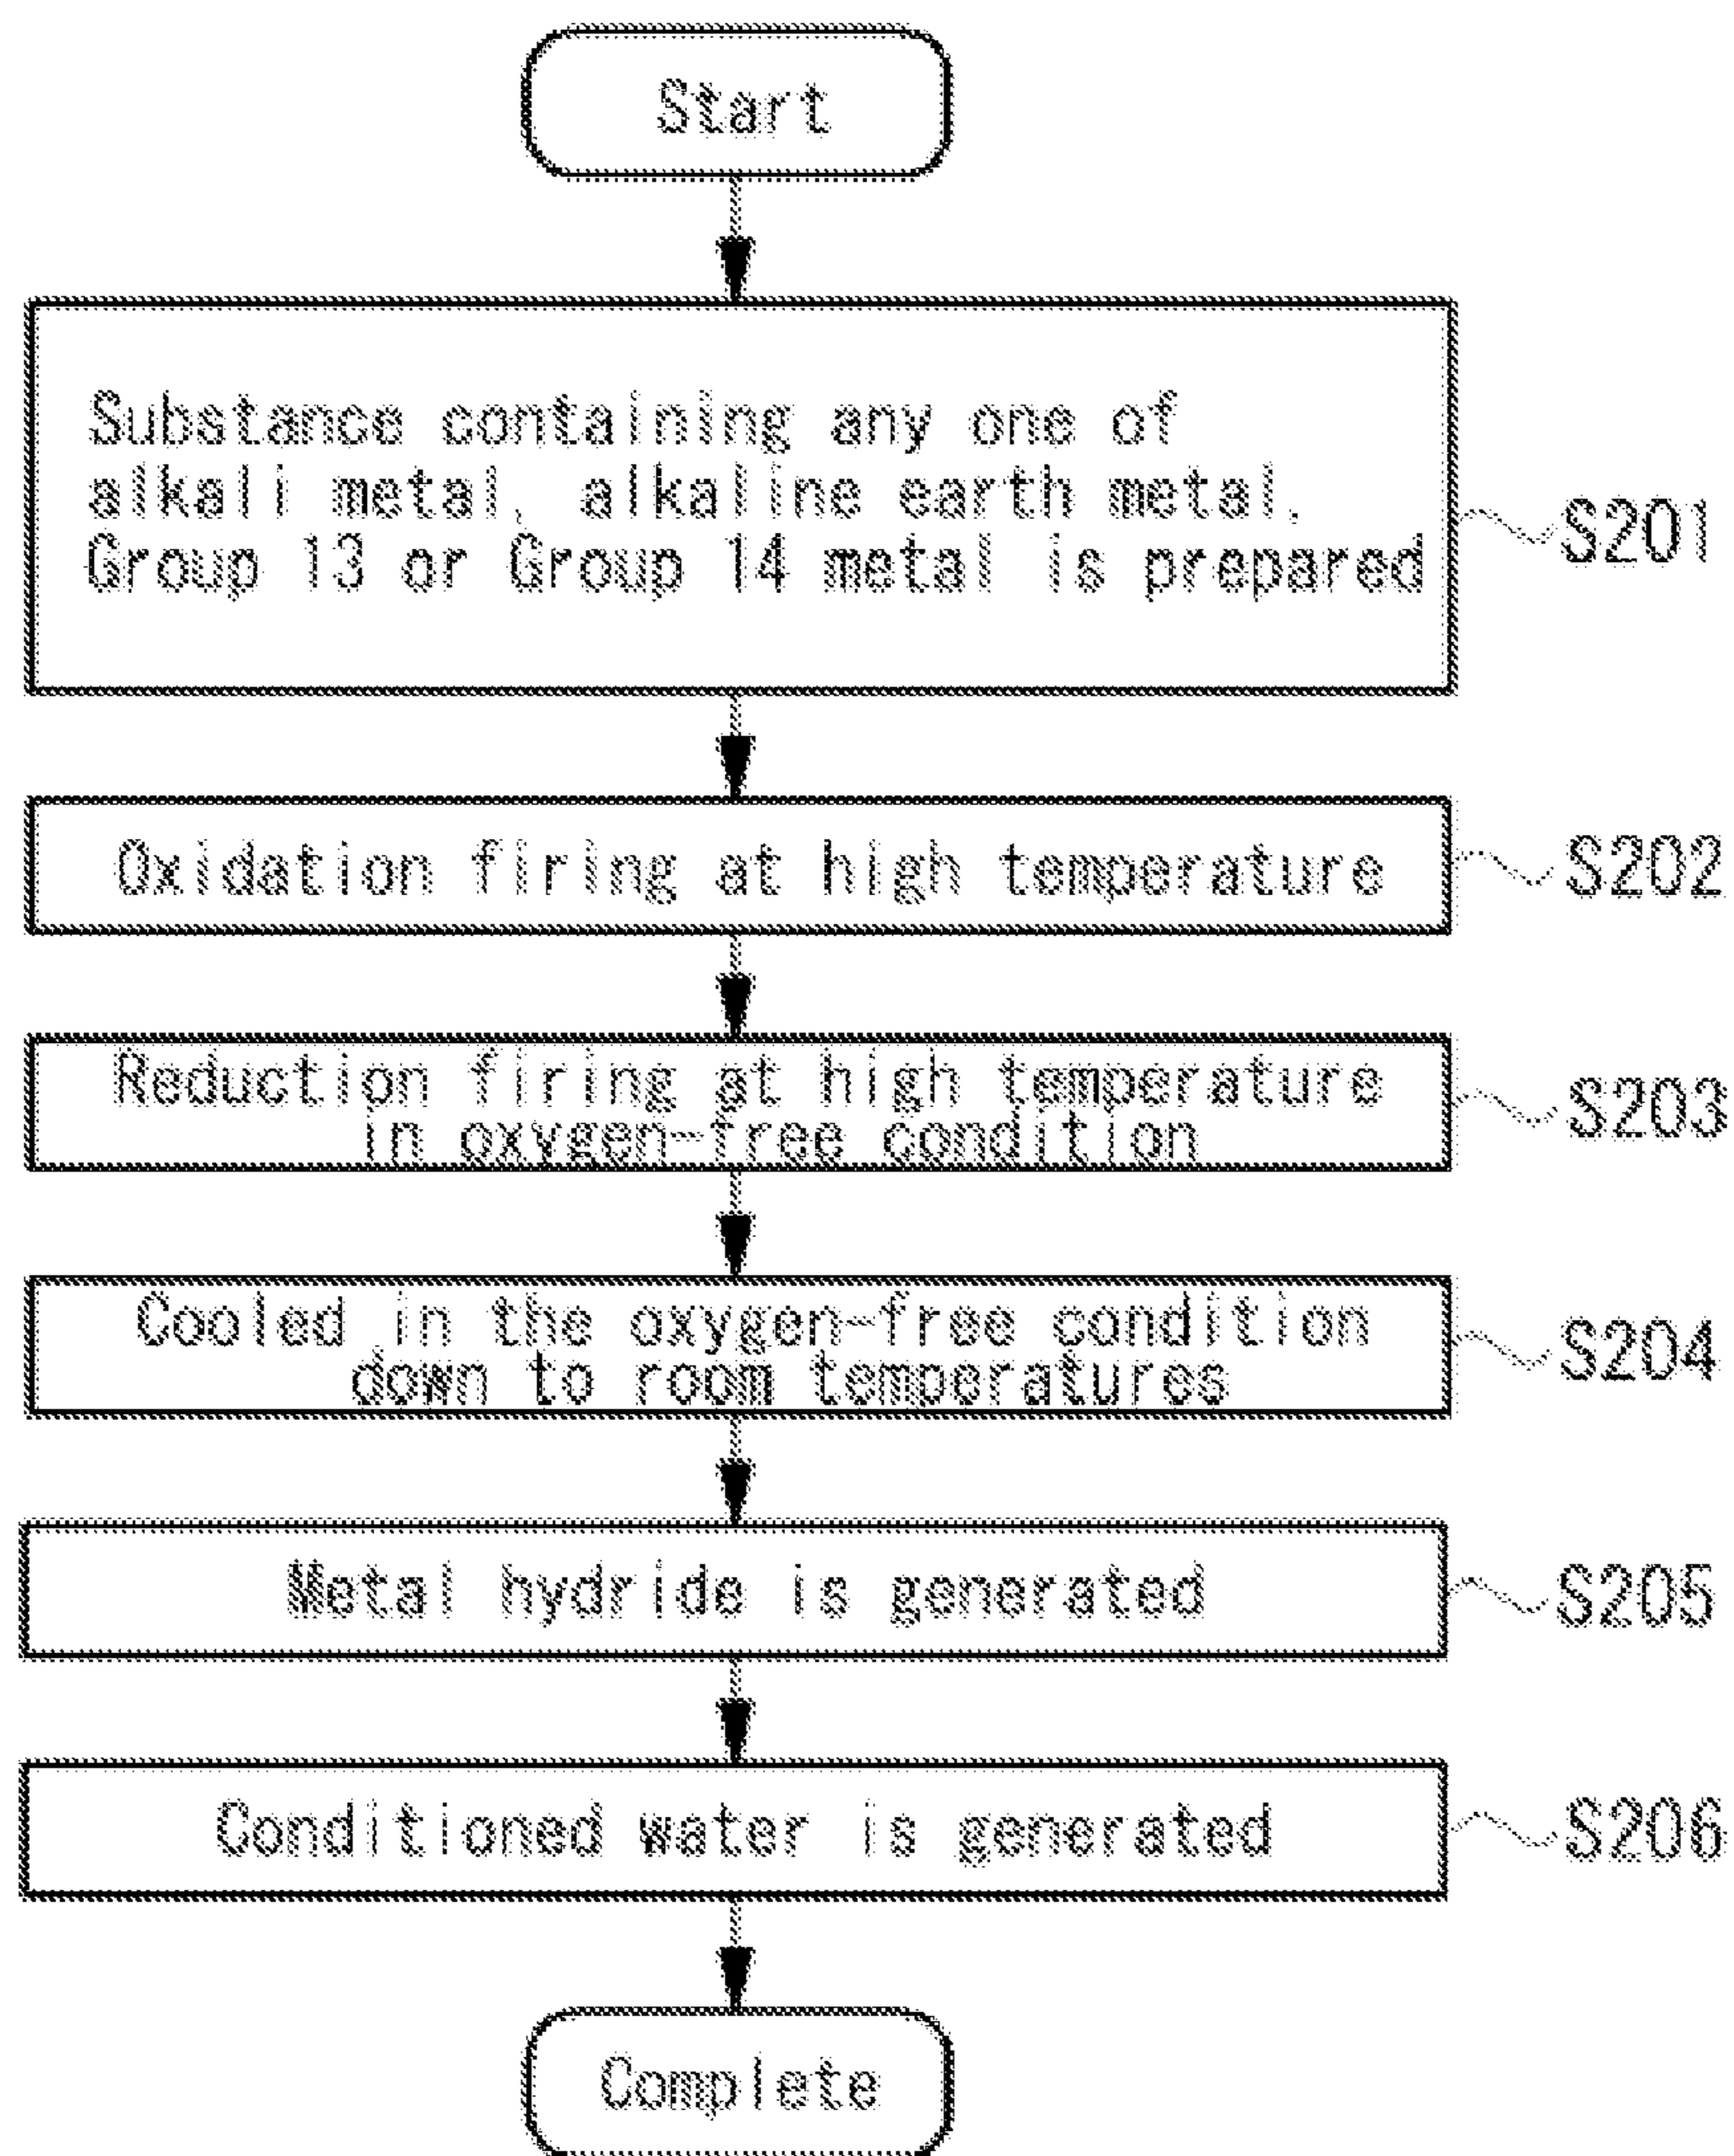 Start
Substance containing any one of
alkali metal, alkaline earth metal,
Group 13 or Group 14 metal is prepared
S201
Oxidation firing at high temperature
S202
Reduction firing at high temperature
in oxygen-free condition
S203
Cooled in the oxygen-free condition
down to room temperatures
S204
Metal hydride is generated
S205
Conditioned water is generated
S206
Complete